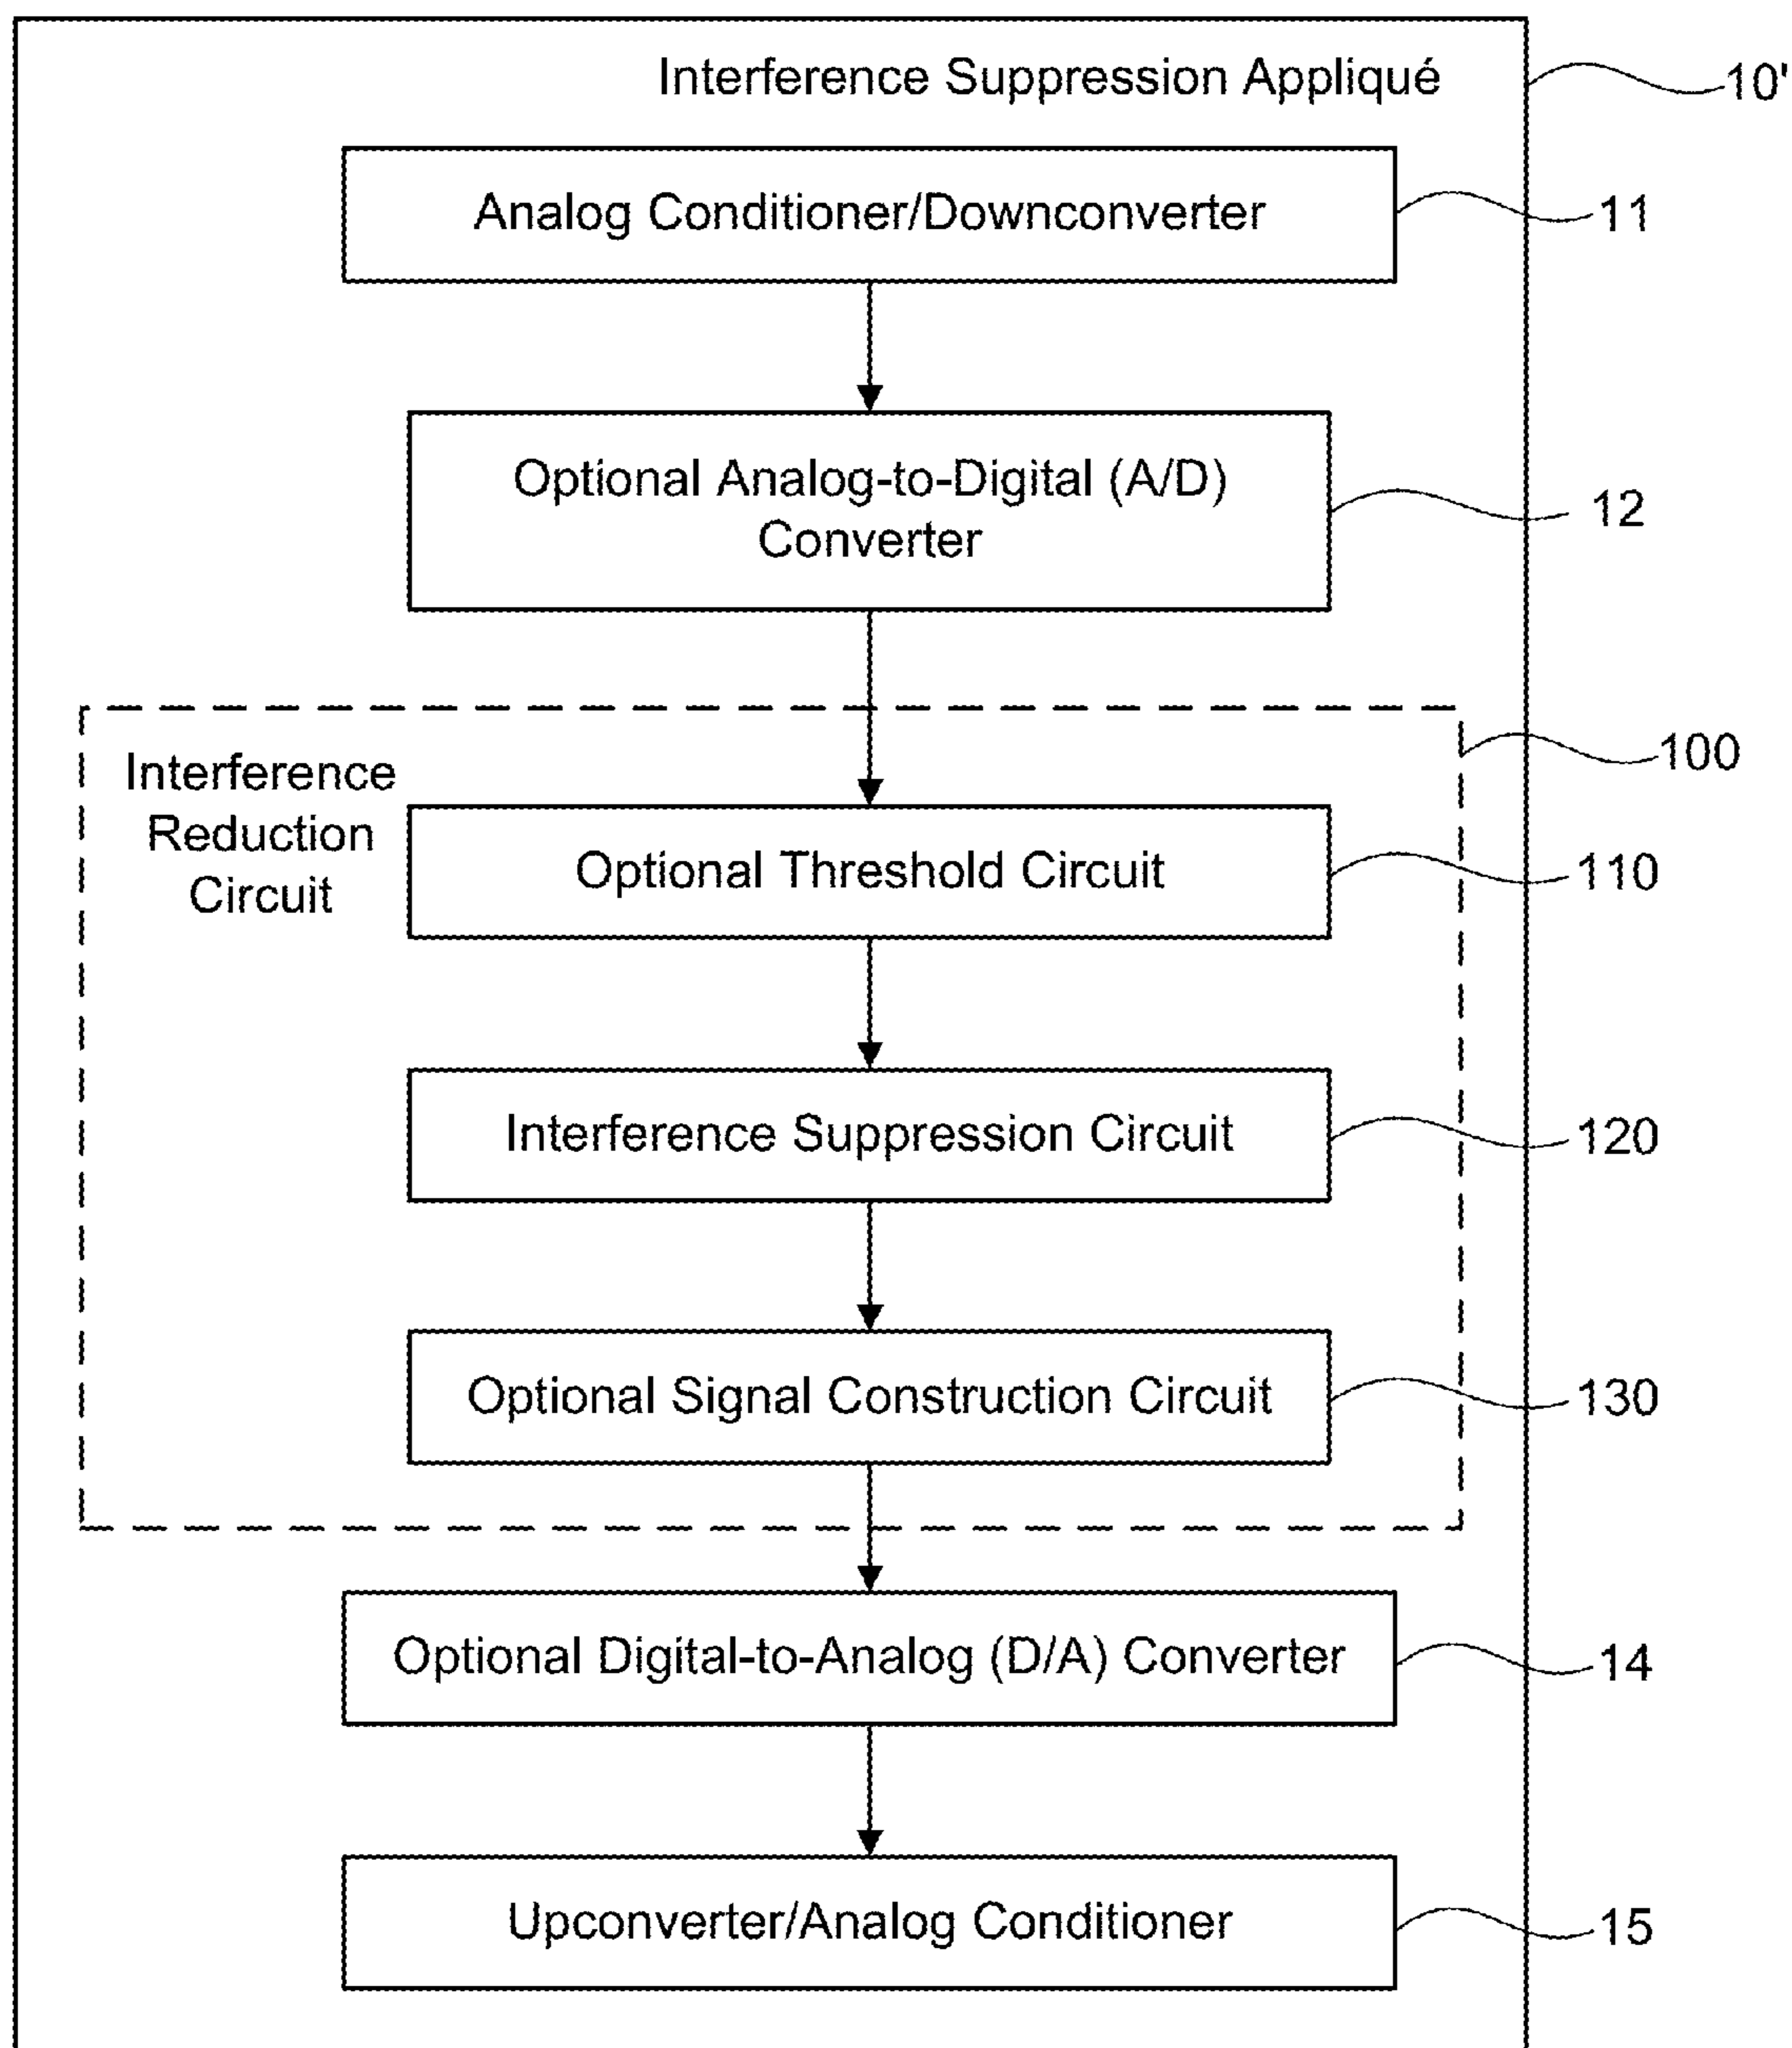 Interference Suppression Appliqué
10'
Analog Conditioner/Downconverter
11
Optional Analog-to-Digital (A/D)
Converter
12
Interference
Reduction
Circuit
100
Optional Threshold Circuit
110
Interference Suppression Circuit
120
Optional Signal Construction Circuit
130
Optional Digital-to-Analog (D/A) Converter
14
Upconverter/Analog Conditioner
15